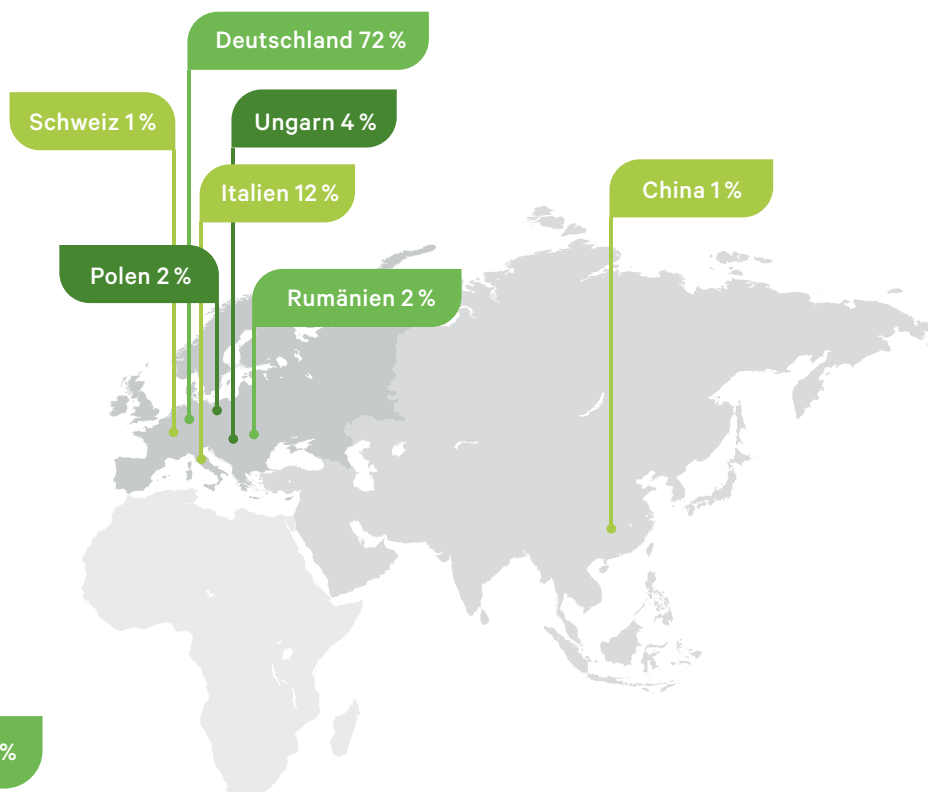 Deutschland 72 %
Schweiz 1 %
Ungarn 4 %
Italien 12 %
China 1 %
Polen 2 %
Rumänien 2 %
%